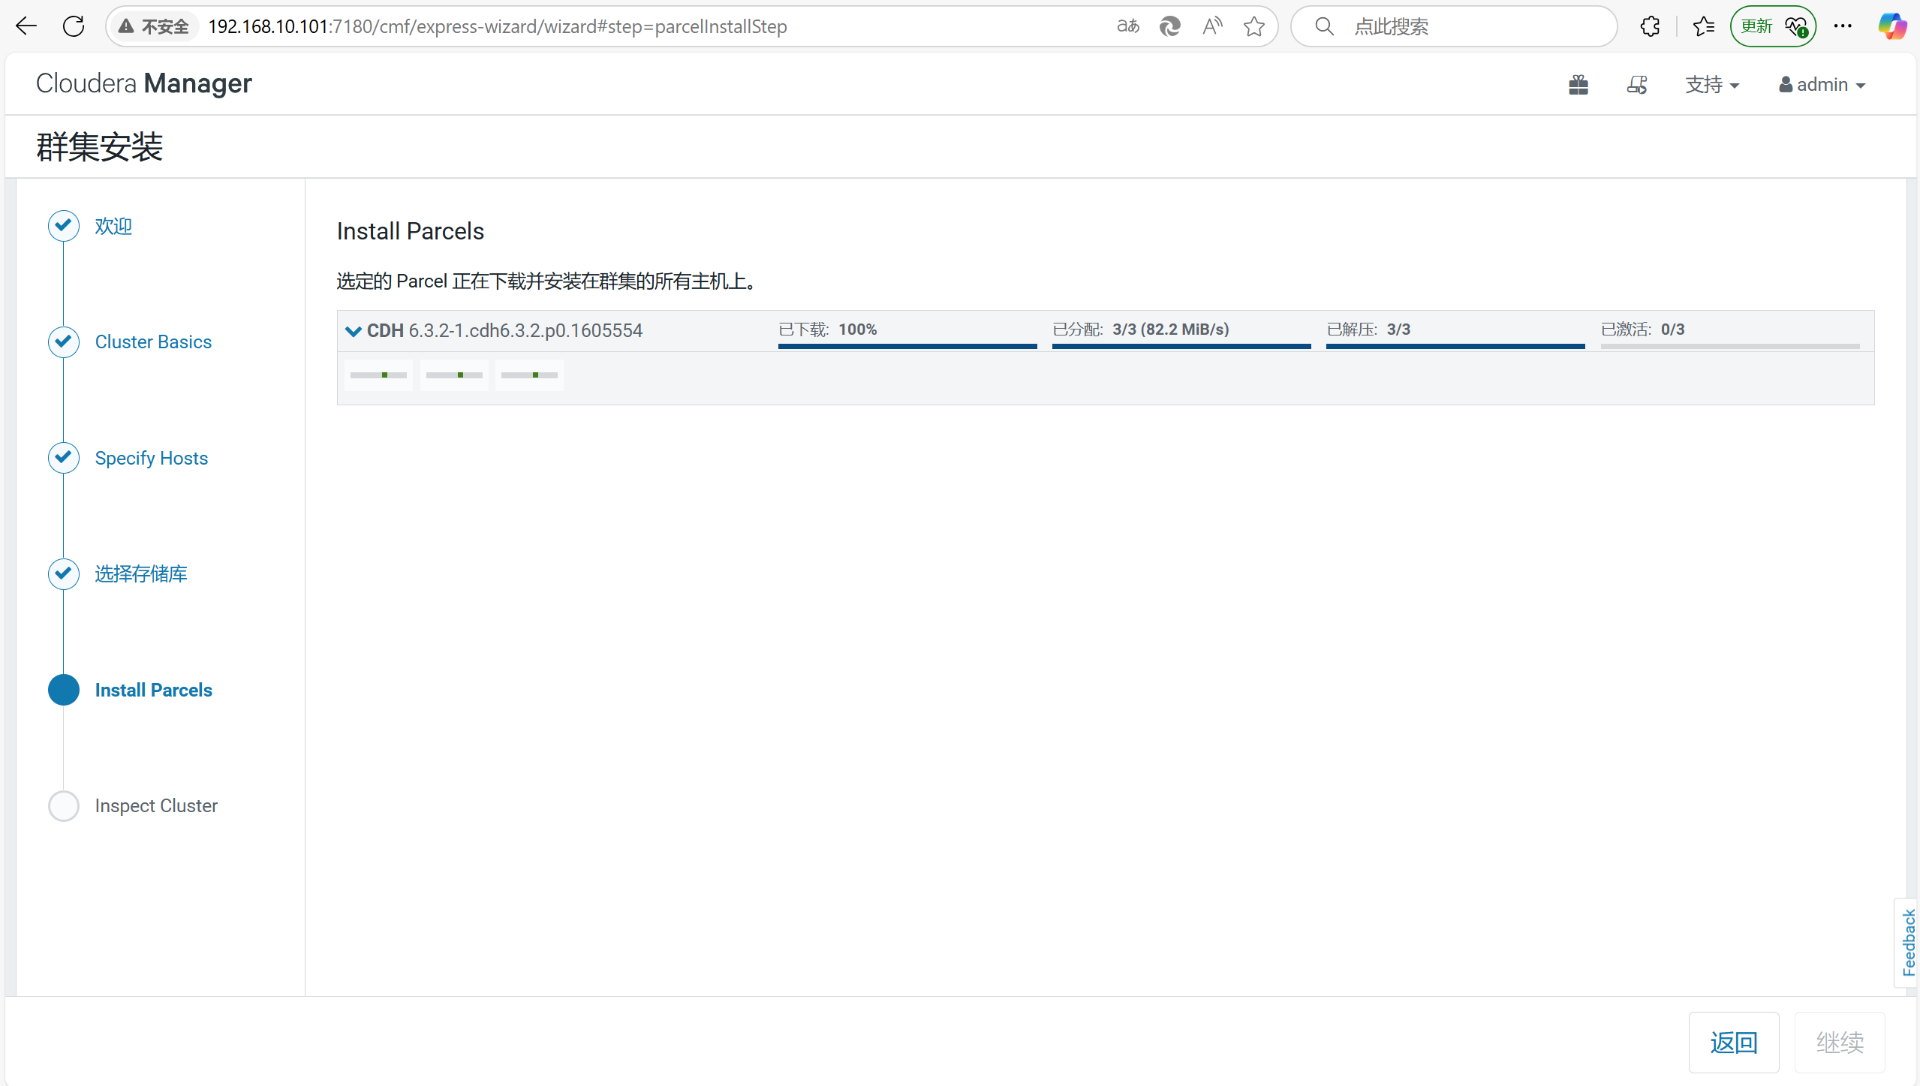 不安全 192.168.10.101:7180/cmf/express-wizard/wizard#step=parcelInstallStep
aあ
点此搜索
更新
Cloudera Manager
支持
admin
群集安装
欢迎
Cluster Basics
Specify Hosts
选择存储库
Install Parcels
Inspect Cluster
Install Parcels
选定的 Parcel 正在下载并安装在群集的所有主机上。
CDH 6.3.2-1.cdh6.3.2.p0.1605554 已下载: 100% 已分配: 3/3 (82.2 MiB/s) 已解压: 3/3 已激活: 0/3
Feedback
返回 继续